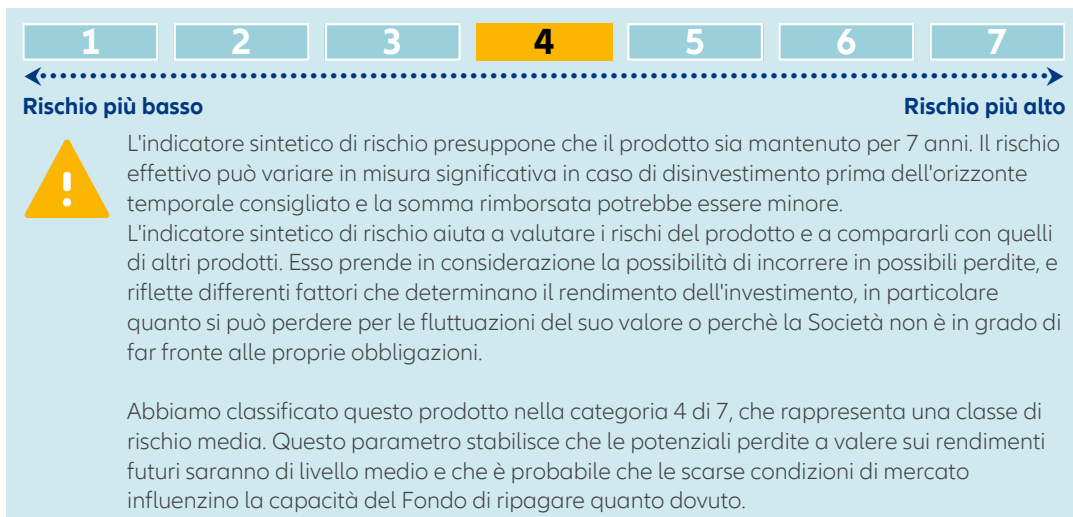 1 2 3 4 5 6 7
Rischio più basso Rischio più alto
L'indicatore sintetico di rischio presuppone che il prodotto sia mantenuto per 7 anni. Il rischio
effettivo può variare in misura significativa in caso di disinvestimento prima dell'orizzonte
temporale consigliato e la somma rimborsata potrebbe essere minore.
L'indicatore sintetico di rischio aiuta a valutare i rischi del prodotto e a compararli con quelli
di altri prodotti. Esso prende in considerazione la possibilità di incorrere in possibili perdite, e
riflette differenti fattori che determinano il rendimento dell'investimento, in particolare
quanto si può perdere per le fluttuazioni del suo valore o perchè la Società non è in grado di
far fronte alle proprie obbligazioni.
Abbiamo classificato questo prodotto nella categoria 4 di 7, che rappresenta una classe di
rischio media. Questo parametro stabilisce che le potenziali perdite a valere sui rendimenti
futuri saranno di livello medio e che è probabile che le scarse condizioni di mercato
influenzino la capacità del Fondo di ripagare quanto dovuto.